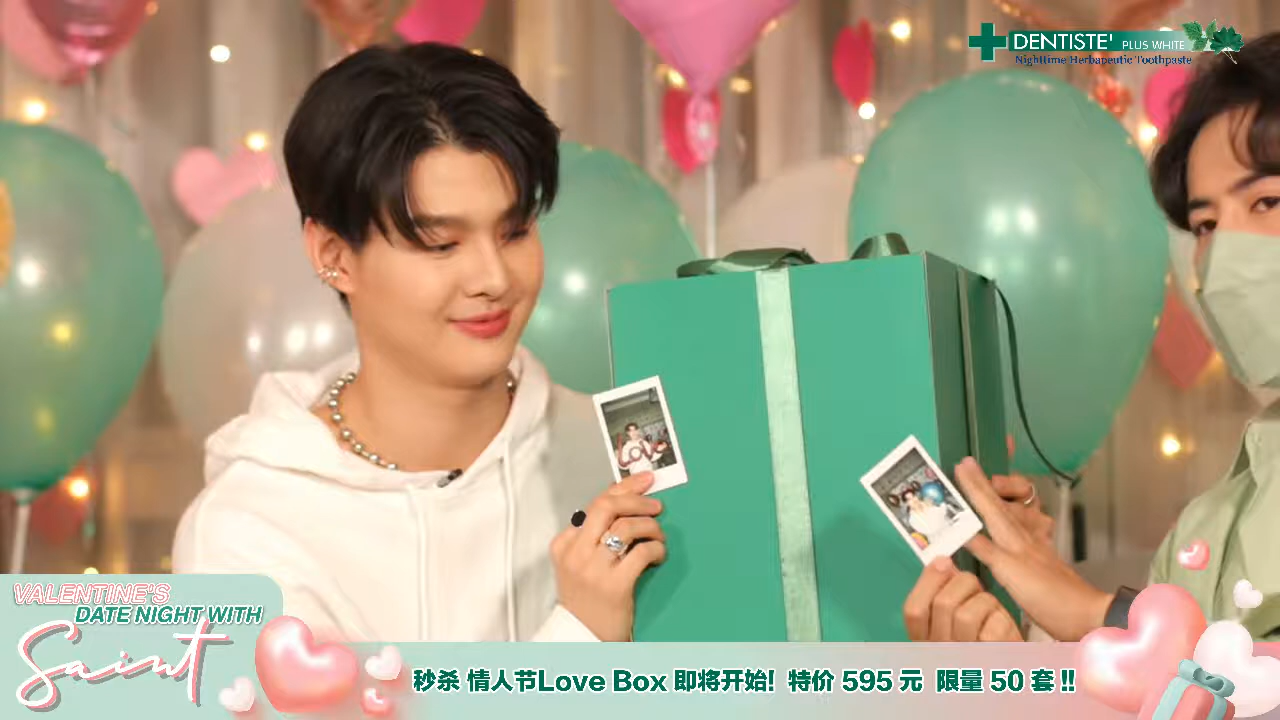 DENTISTE' PLUS WHITE
Nighttime Herbapeutic Toothpaste
Love
VALENTINE'S
DATE NIGHT WITH
Saint
秒杀 情人节Love Box 即将开始! 特价 595 元 限量 50 套 !!